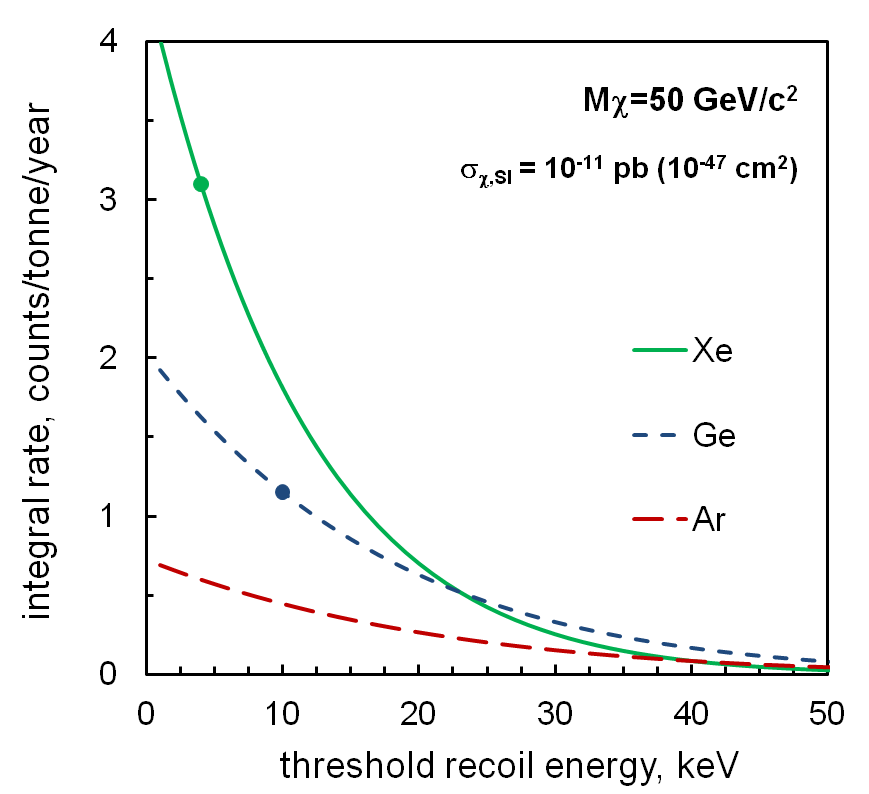 integral rate, counts/tonne/year
4
3
2
1
0
Mχ=50 GeV/c²
σχ,SI = 10⁻¹¹ pb (10⁻⁴⁷ cm²)
Xe
Ge
Ar
0 10 20 30 40 50
threshold recoil energy, keV